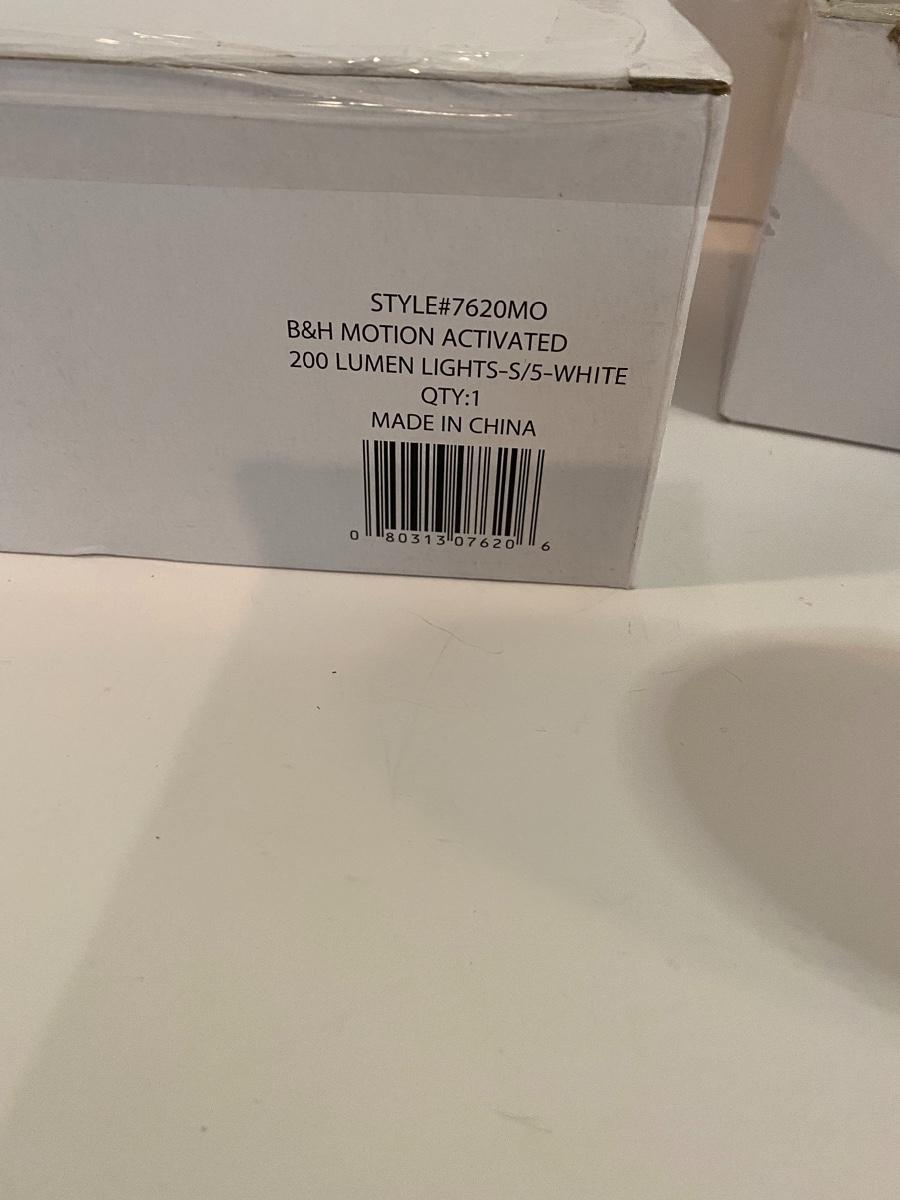 STYLE#7620MO
B&H MOTION ACTIVATED
200 LUMEN LIGHTS-S/5-WHITE
QTY:1
MADE IN CHINA
0 80313 07620 6